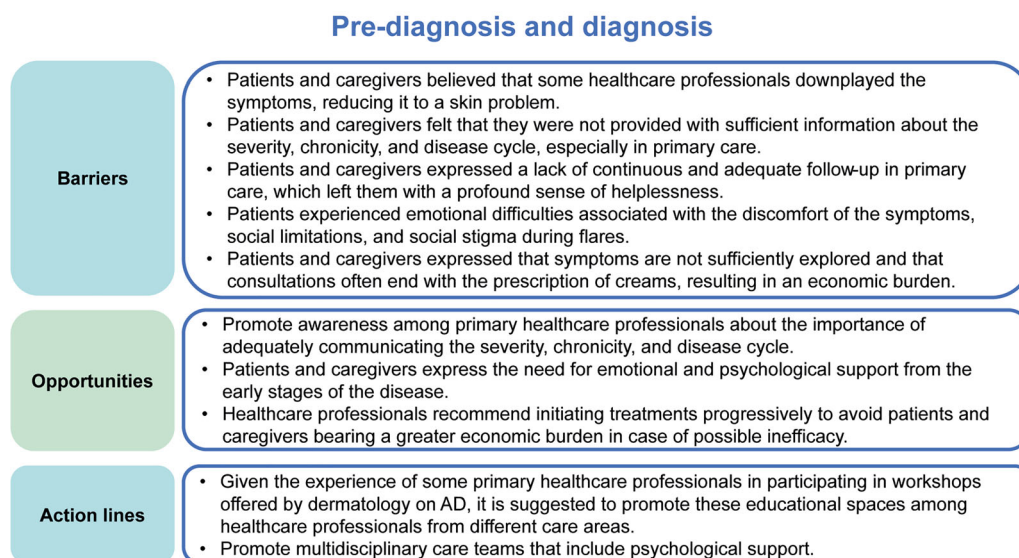 Pre-diagnosis and diagnosis
Barriers
• Patients and caregivers believed that some healthcare professionals downplayed the
symptoms, reducing it to a skin problem.
• Patients and caregivers felt that they were not provided with sufficient information about the
severity, chronicity, and disease cycle, especially in primary care.
• Patients and caregivers expressed a lack of continuous and adequate follow-up in primary
care, which left them with a profound sense of helplessness.
• Patients experienced emotional difficulties associated with the discomfort of the symptoms,
social limitations, and social stigma during flares.
• Patients and caregivers expressed that symptoms are not sufficiently explored and that
consultations often end with the prescription of creams, resulting in an economic burden.
Opportunities
• Promote awareness among primary healthcare professionals about the importance of
adequately communicating the severity, chronicity, and disease cycle.
• Patients and caregivers express the need for emotional and psychological support from the
early stages of the disease.
• Healthcare professionals recommend initiating treatments progressively to avoid patients and
caregivers bearing a greater economic burden in case of possible inefficacy.
Action lines
• Given the experience of some primary healthcare professionals in participating in workshops
offered by dermatology on AD, it is suggested to promote these educational spaces among
healthcare professionals from different care areas.
• Promote multidisciplinary care teams that include psychological support.